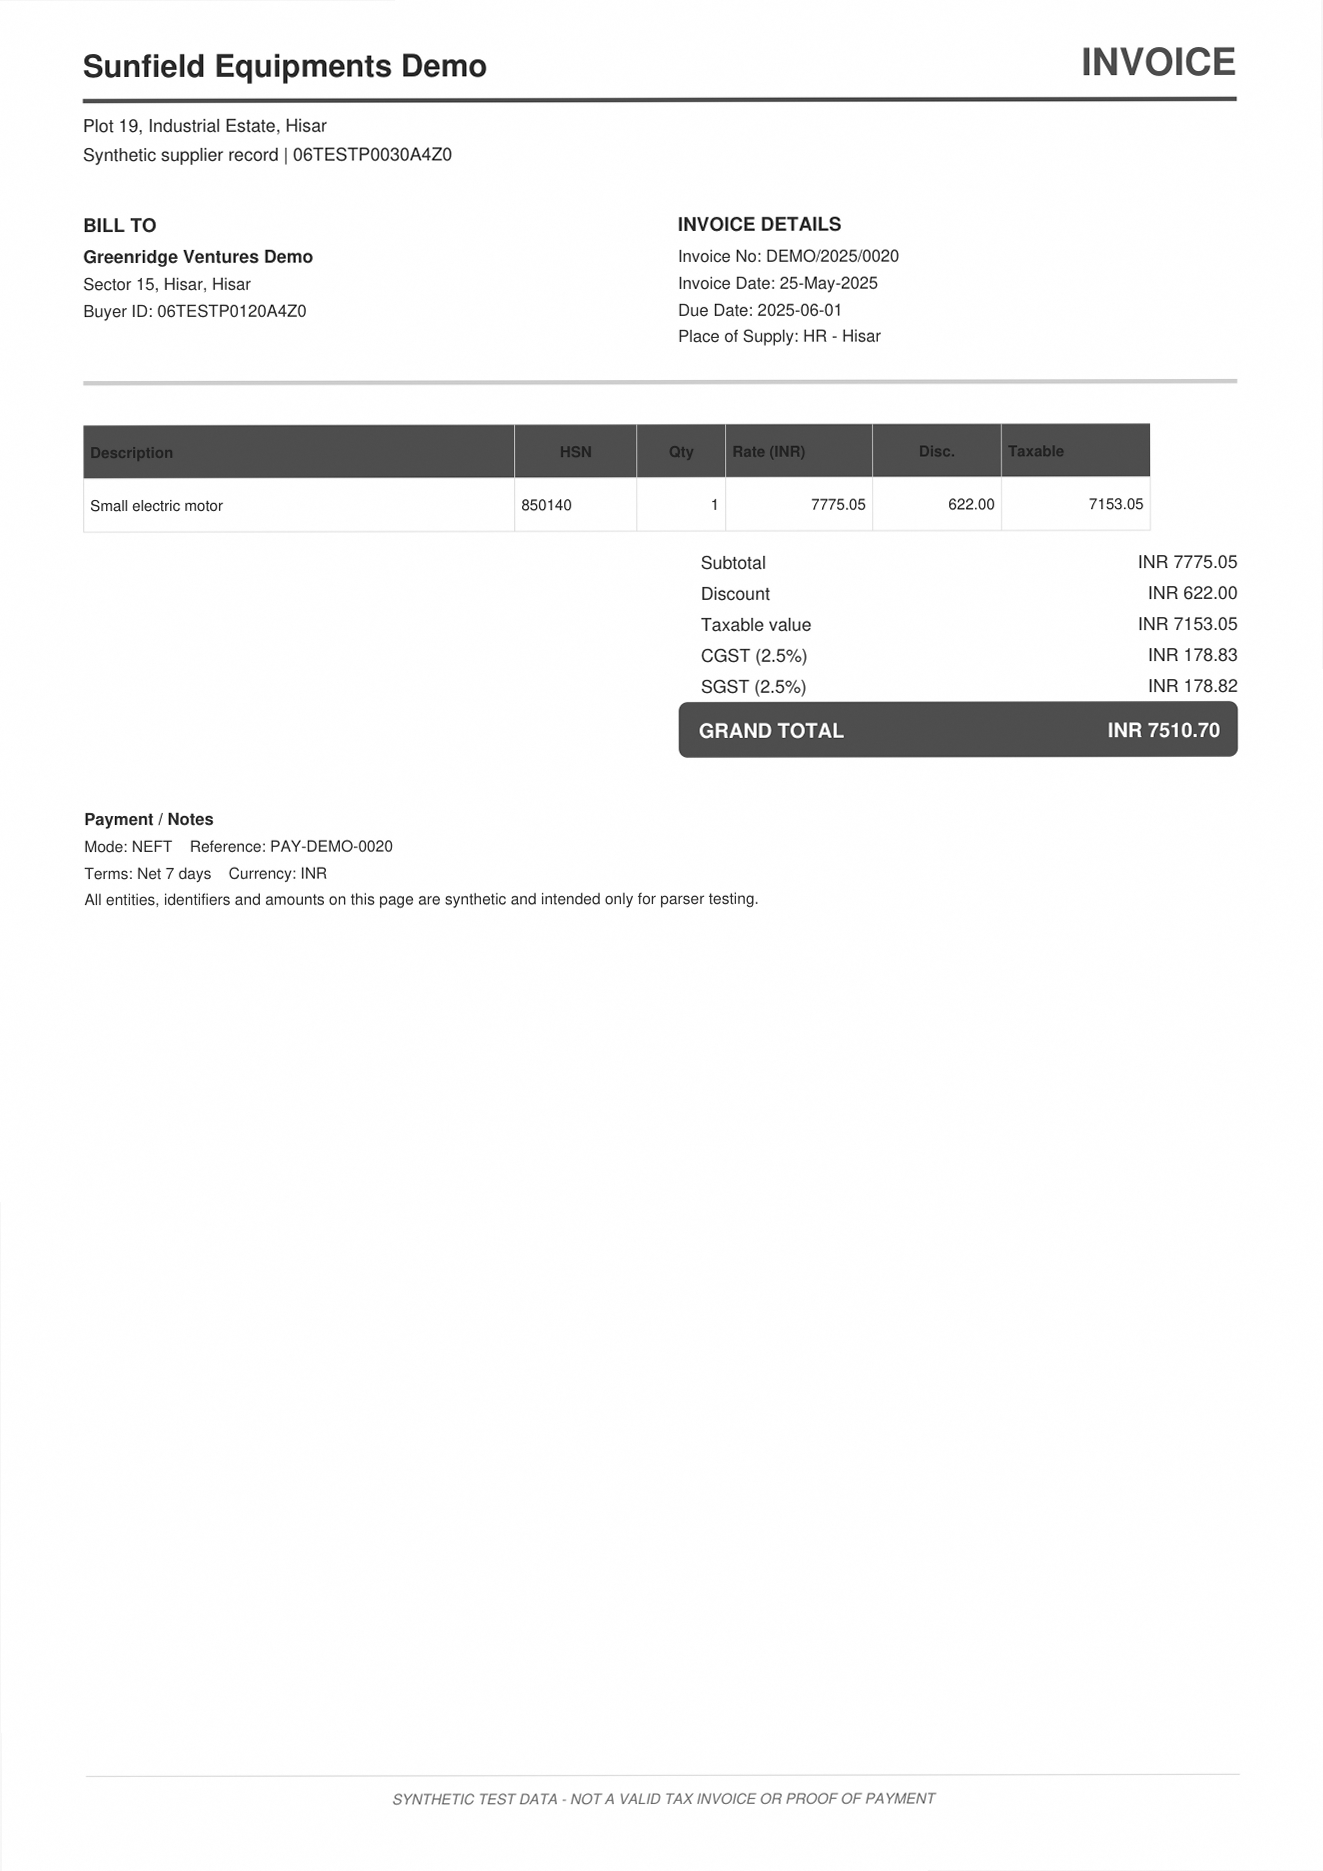 Sunfield Equipments Demo
INVOICE
Plot 19, Industrial Estate, Hisar
Synthetic supplier record | 06TESTP0030A4Z0
BILL TO
Greenridge Ventures Demo
Sector 15, Hisar, Hisar
Buyer ID: 06TESTP0120A4Z0
INVOICE DETAILS
Invoice No: DEMO/2025/0020
Invoice Date: 25-May-2025
Due Date: 2025-06-01
Place of Supply: HR - Hisar
Description HSN Qty Rate (INR) Disc. Taxable
Small electric motor 850140 1 7775.05 622.00 7153.05
Subtotal INR 7775.05
Discount INR 622.00
Taxable value INR 7153.05
CGST (2.5%) INR 178.83
SGST (2.5%) INR 178.82
GRAND TOTAL INR 7510.70
Payment / Notes
Mode: NEFT Reference: PAY-DEMO-0020
Terms: Net 7 days Currency: INR
All entities, identifiers and amounts on this page are synthetic and intended only for parser testing.
SYNTHETIC TEST DATA - NOT A VALID TAX INVOICE OR PROOF OF PAYMENT